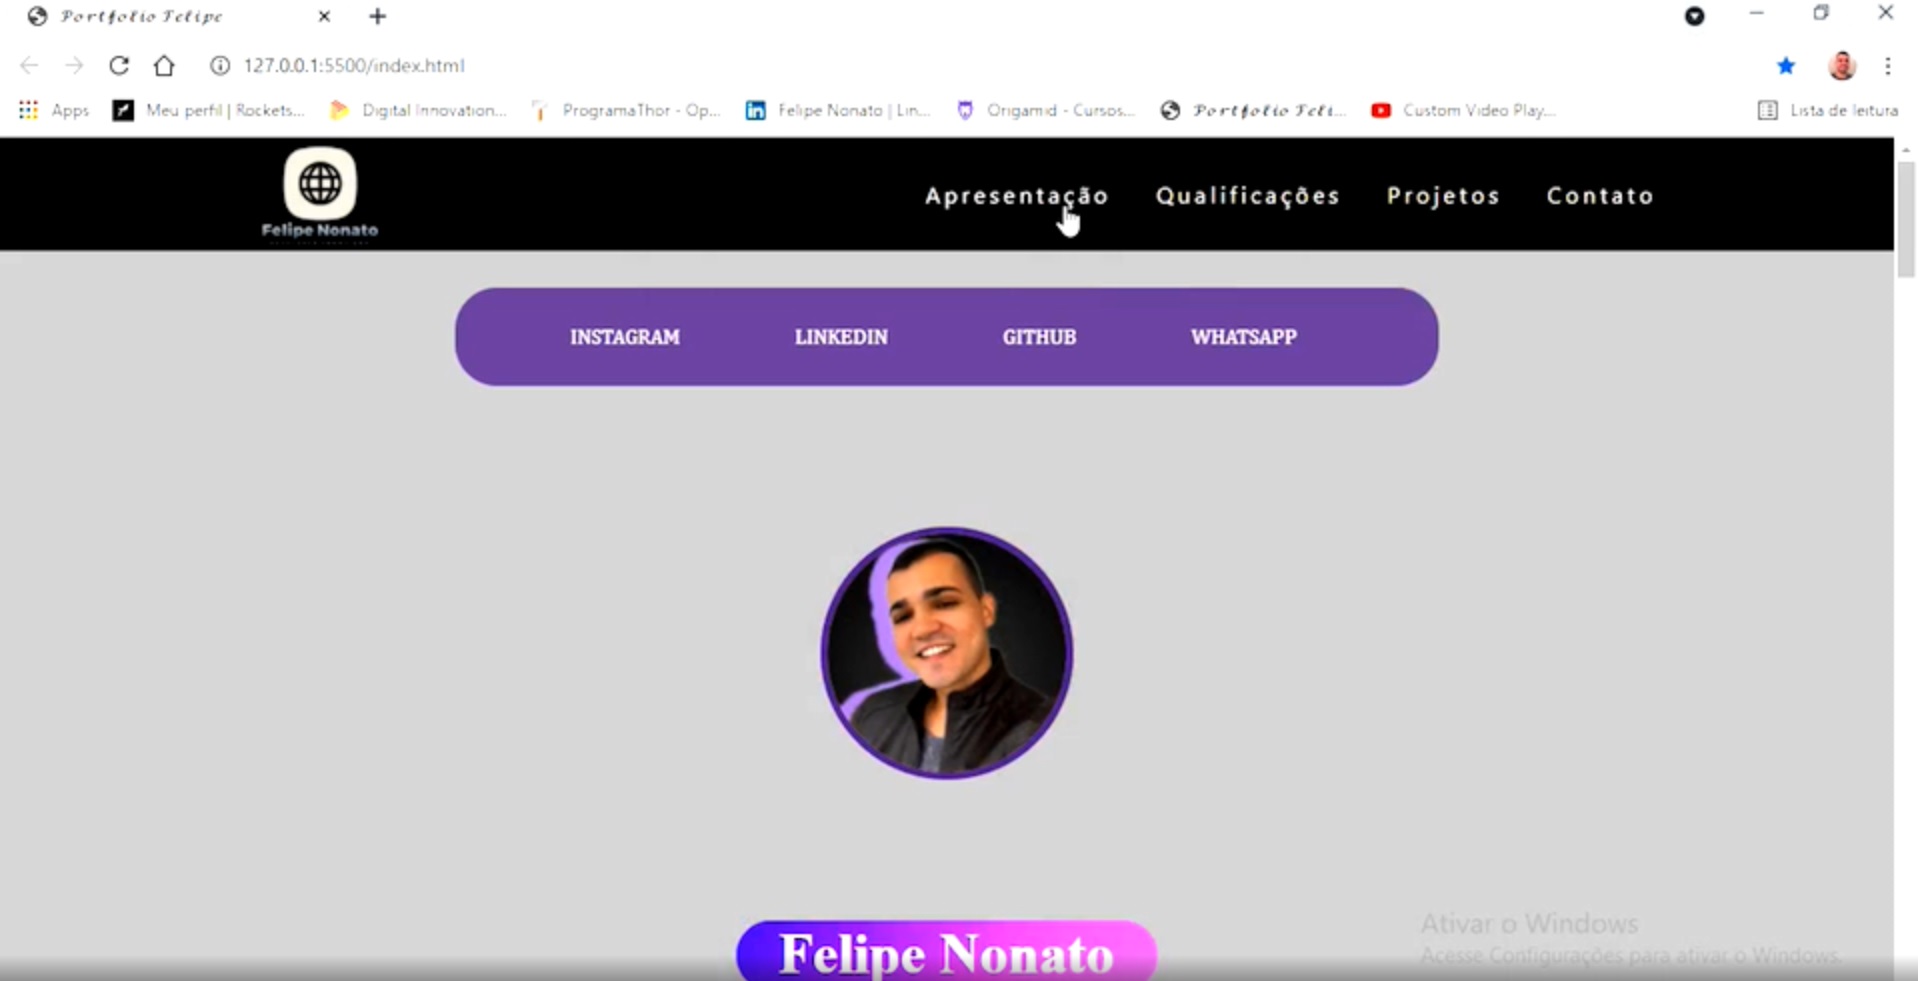 Portfolio Felipe
127.0.0.1:5500/index.html
Apps Meu perfil | Rockets... Digital Innovation... ProgramaThor - Op... Felipe Nonato | Lin... Origamid - Cursos... Portfolio Feli... Custom Video Play... Lista de leitura
Felipe Nonato
Apresentação Qualificações Projetos Contato
INSTAGRAM LINKEDIN GITHUB WHATSAPP
Felipe Nonato
Ativar o Windows
Acesse Configurações para ativar o Windows.